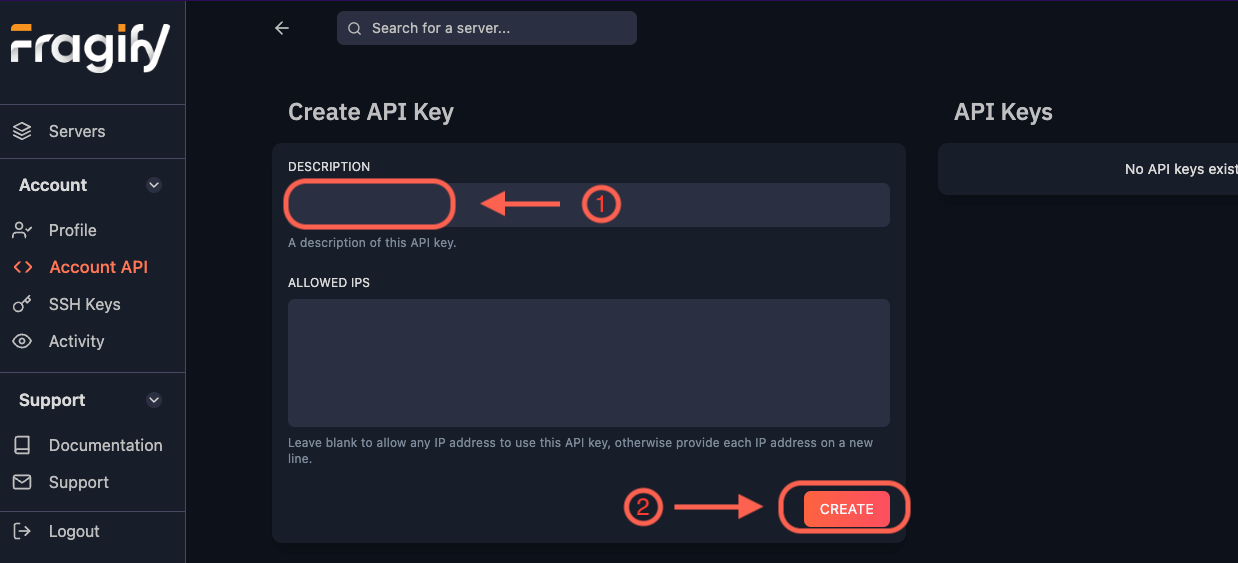 Fragify
Search for a server...
Servers
Account
Profile
Account API
SSH Keys
Activity
Support
Documentation
Support
Logout
Create API Key
DESCRIPTION
1
A description of this API key.
ALLOWED IPS
Leave blank to allow any IP address to use this API key, otherwise provide each IP address on a new
line.
2
CREATE
API Keys
No API keys exist